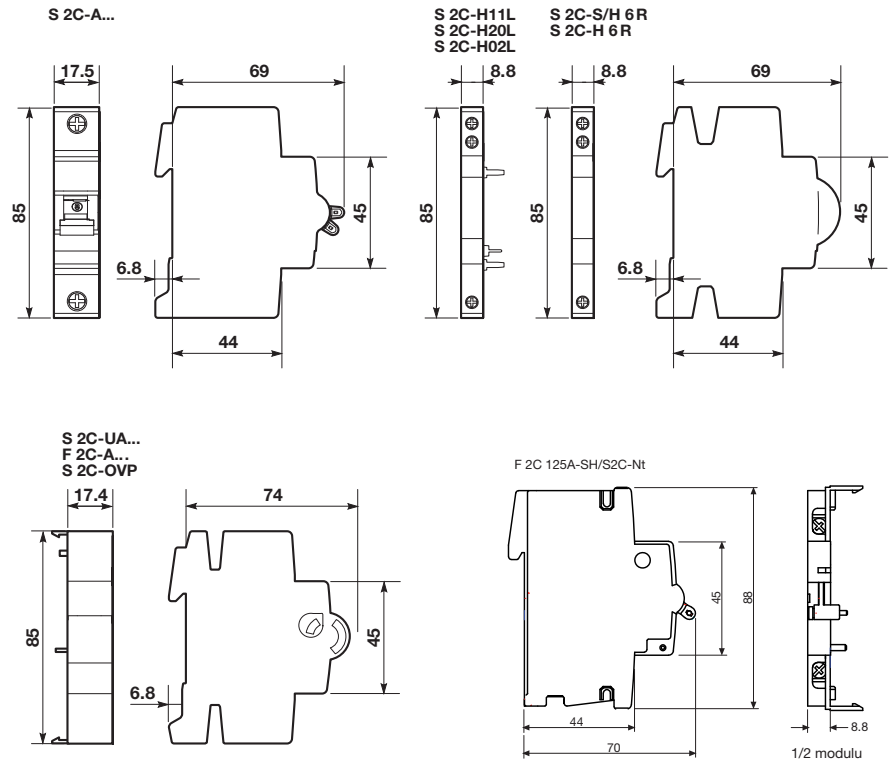 S 2C-A...
17.5
69
85
45
6.8
44
S 2C-H11L
S 2C-H20L
S 2C-H02L
S 2C-S/H 6R
S 2C-H 6R
8.8
8.8
69
85
85
45
6.8
44
S 2C-UA...
F 2C-A...
S 2C-OVP
17.4
74
85
45
6.8
F 2C 125A-SH/S2C-Nt
45
88
44
70
8.8
1/2 modulu